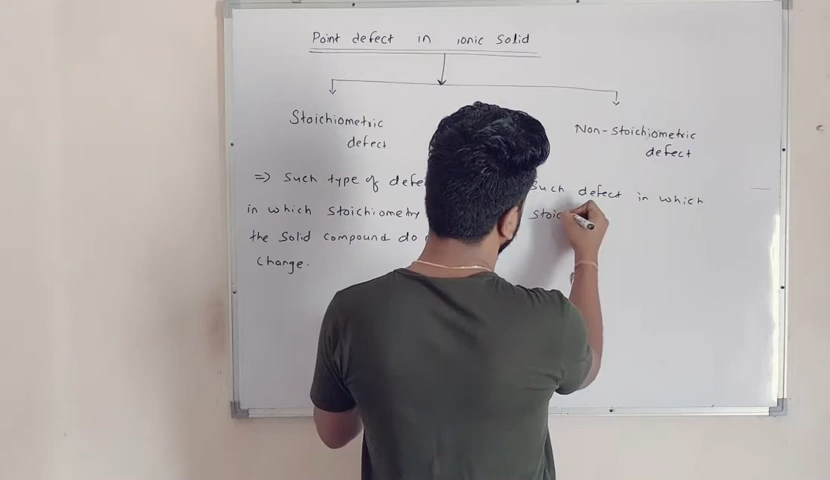 Point defect in ionic Solid
Stoichiometric
defect
Non-stoichiometric
defect
=> Such type of defe
in which stoichiometry
the Solid compound do
change.
Such defect in which
stoic